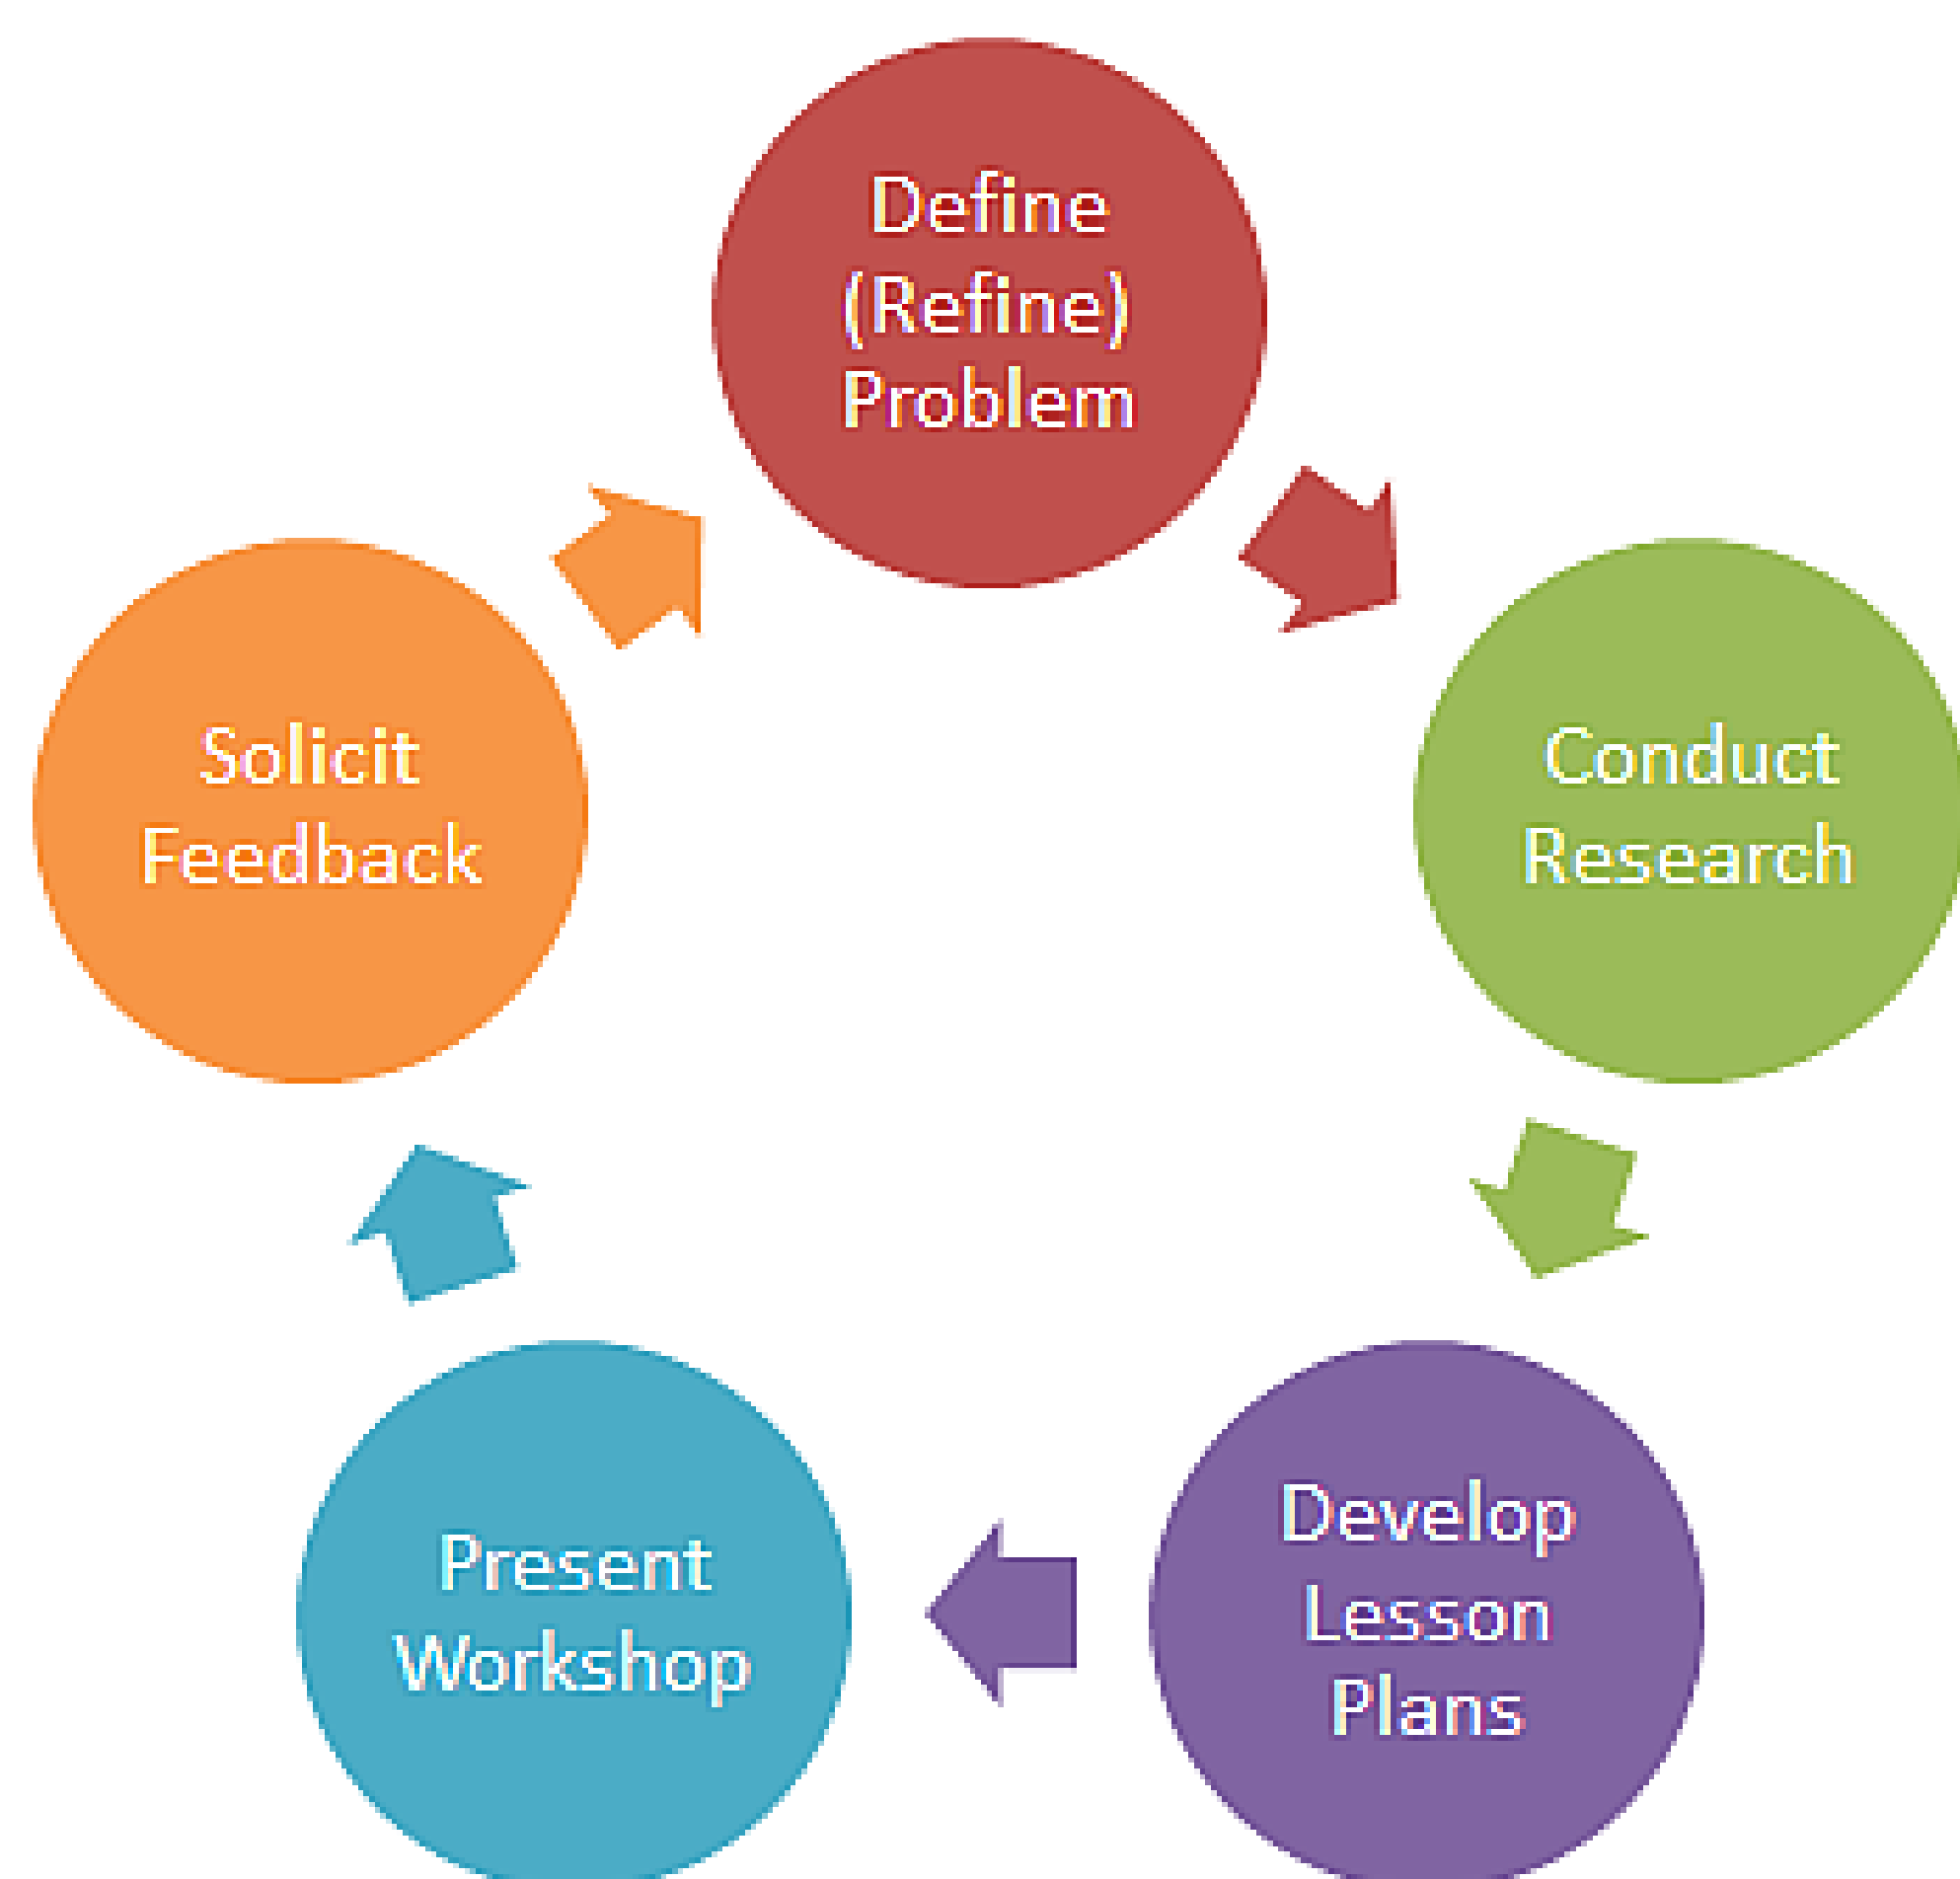 Define
(Refine)
Problem
Conduct
Research
Develop
Lesson
Plans
Present
Workshop
Solicit
Feedback